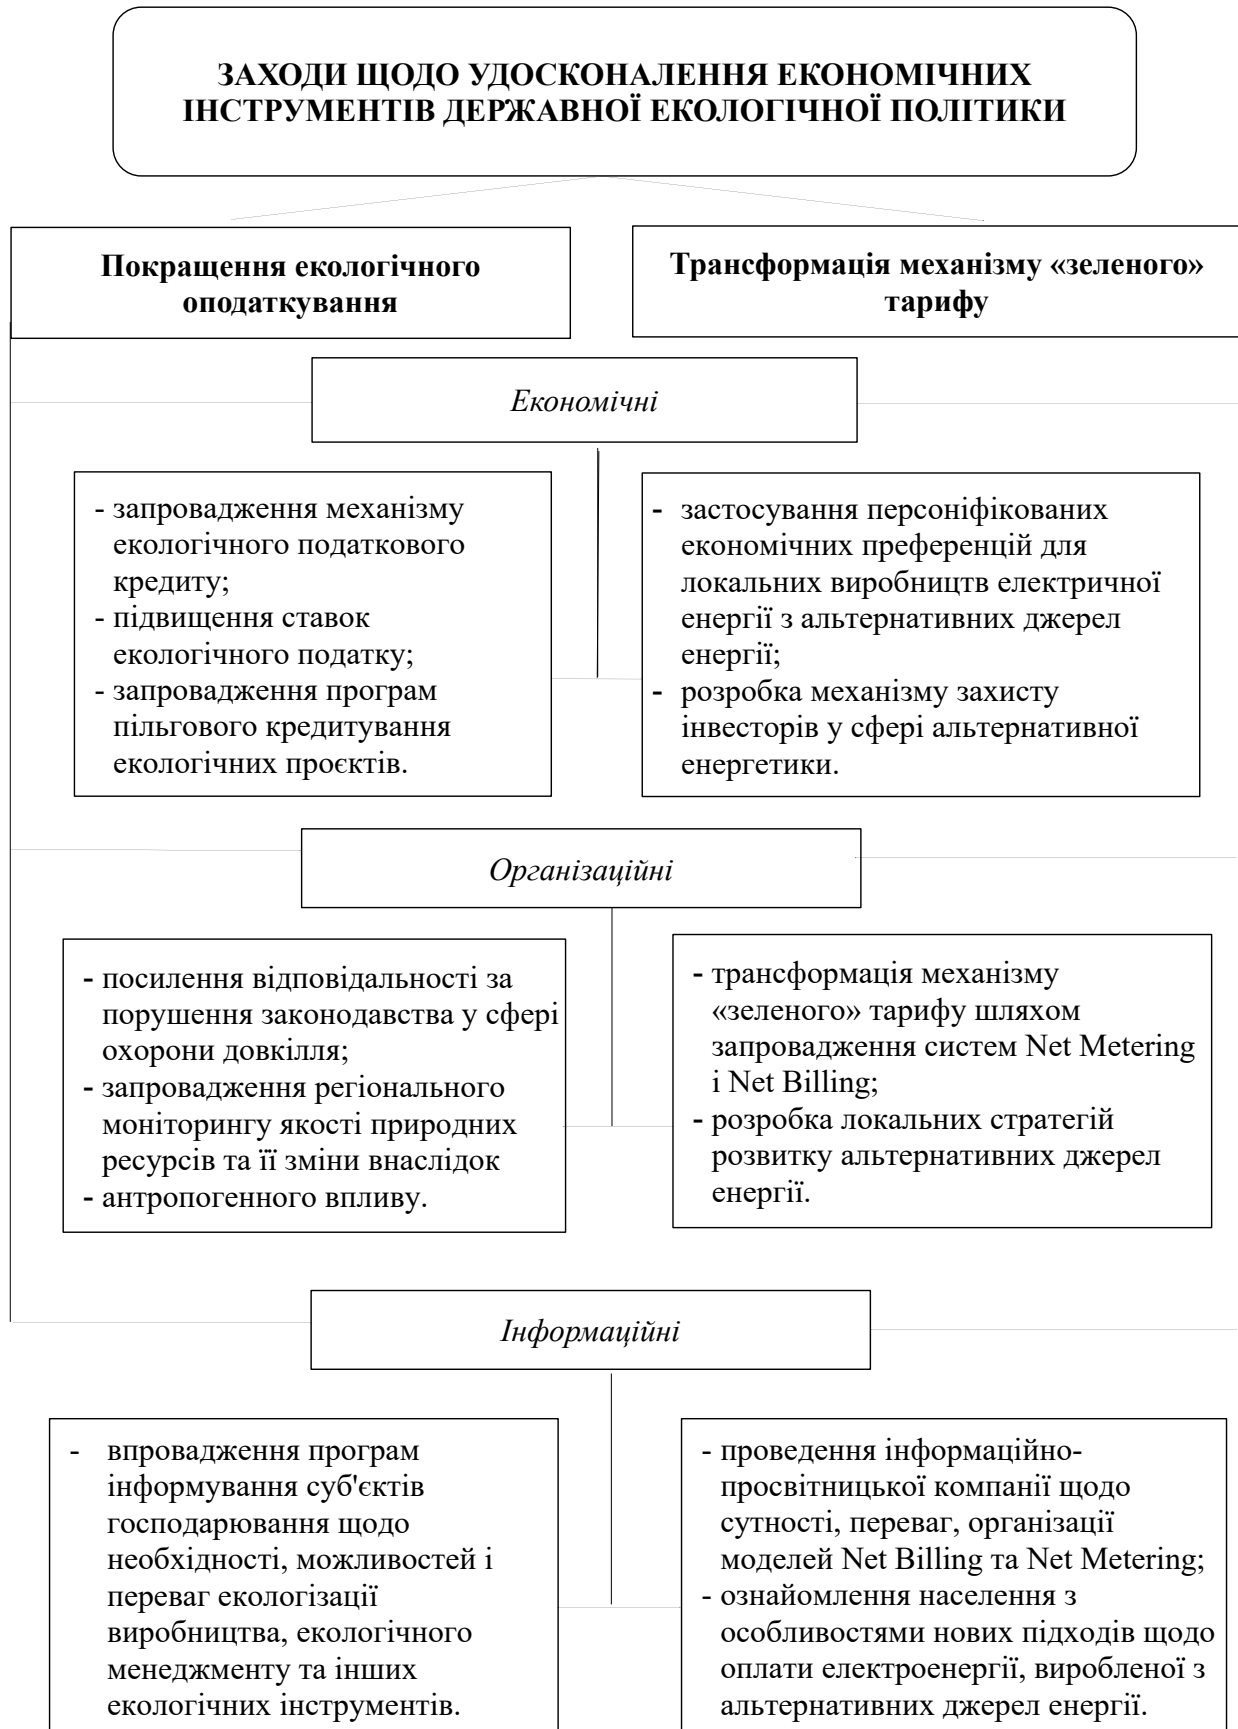 ЗАХОДИ ЩОДО УДОСКОНАЛЕННЯ ЕКОНОМІЧНИХ
ІНСТРУМЕНТІВ ДЕРЖАВНОЇ ЕКОЛОГІЧНОЇ ПОЛІТИКИ
Покращення екологічного
оподаткування
Трансформація механізму «зеленого»
тарифу
Економічні
- запровадження механізму
екологічного податкового
кредиту;
- підвищення ставок
екологічного податку;
- запровадження програм
пільгового кредитування
екологічних проєктів.
- застосування персоніфікованих
економічних преференцій для
локальних виробництв електричної
енергії з альтернативних джерел
енергії;
- розробка механізму захисту
інвесторів у сфері альтернативної
енергетики.
Організаційні
- посилення відповідальності за
порушення законодавства у сфері
охорони довкілля;
- запровадження регіонального
моніторингу якості природних
ресурсів та її зміни внаслідок
- антропогенного впливу.
- трансформація механізму
«зеленого» тарифу шляхом
запровадження систем Net Metering
і Net Billing;
- розробка локальних стратегій
розвитку альтернативних джерел
енергії.
Інформаційні
- впровадження програм
інформування суб'єктів
господарювання щодо
необхідності, можливостей і
переваг екологізації
виробництва, екологічного
менеджменту та інших
екологічних інструментів.
- проведення інформаційно-
просвітницької компанії щодо
сутності, переваг, організації
моделей Net Billing та Net Metering;
- ознайомлення населення з
особливостями нових підходів щодо
оплати електроенергії, виробленої з
альтернативних джерел енергії.